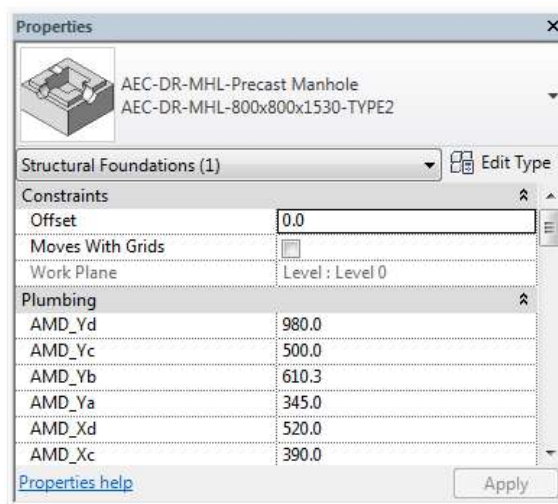 Properties
AEC-DR-MHL-Precast Manhole
AEC-DR-MHL-800x800x1530-TYPE2
Structural Foundations (1) Edit Type
Constraints
Offset 0.0
Moves With Grids
Work Plane Level : Level 0
Plumbing
AMD_Yd 980.0
AMD_Yc 500.0
AMD_Yb 610.3
AMD_Ya 345.0
AMD_Xd 520.0
AMD_Xc 390.0
Properties help Apply